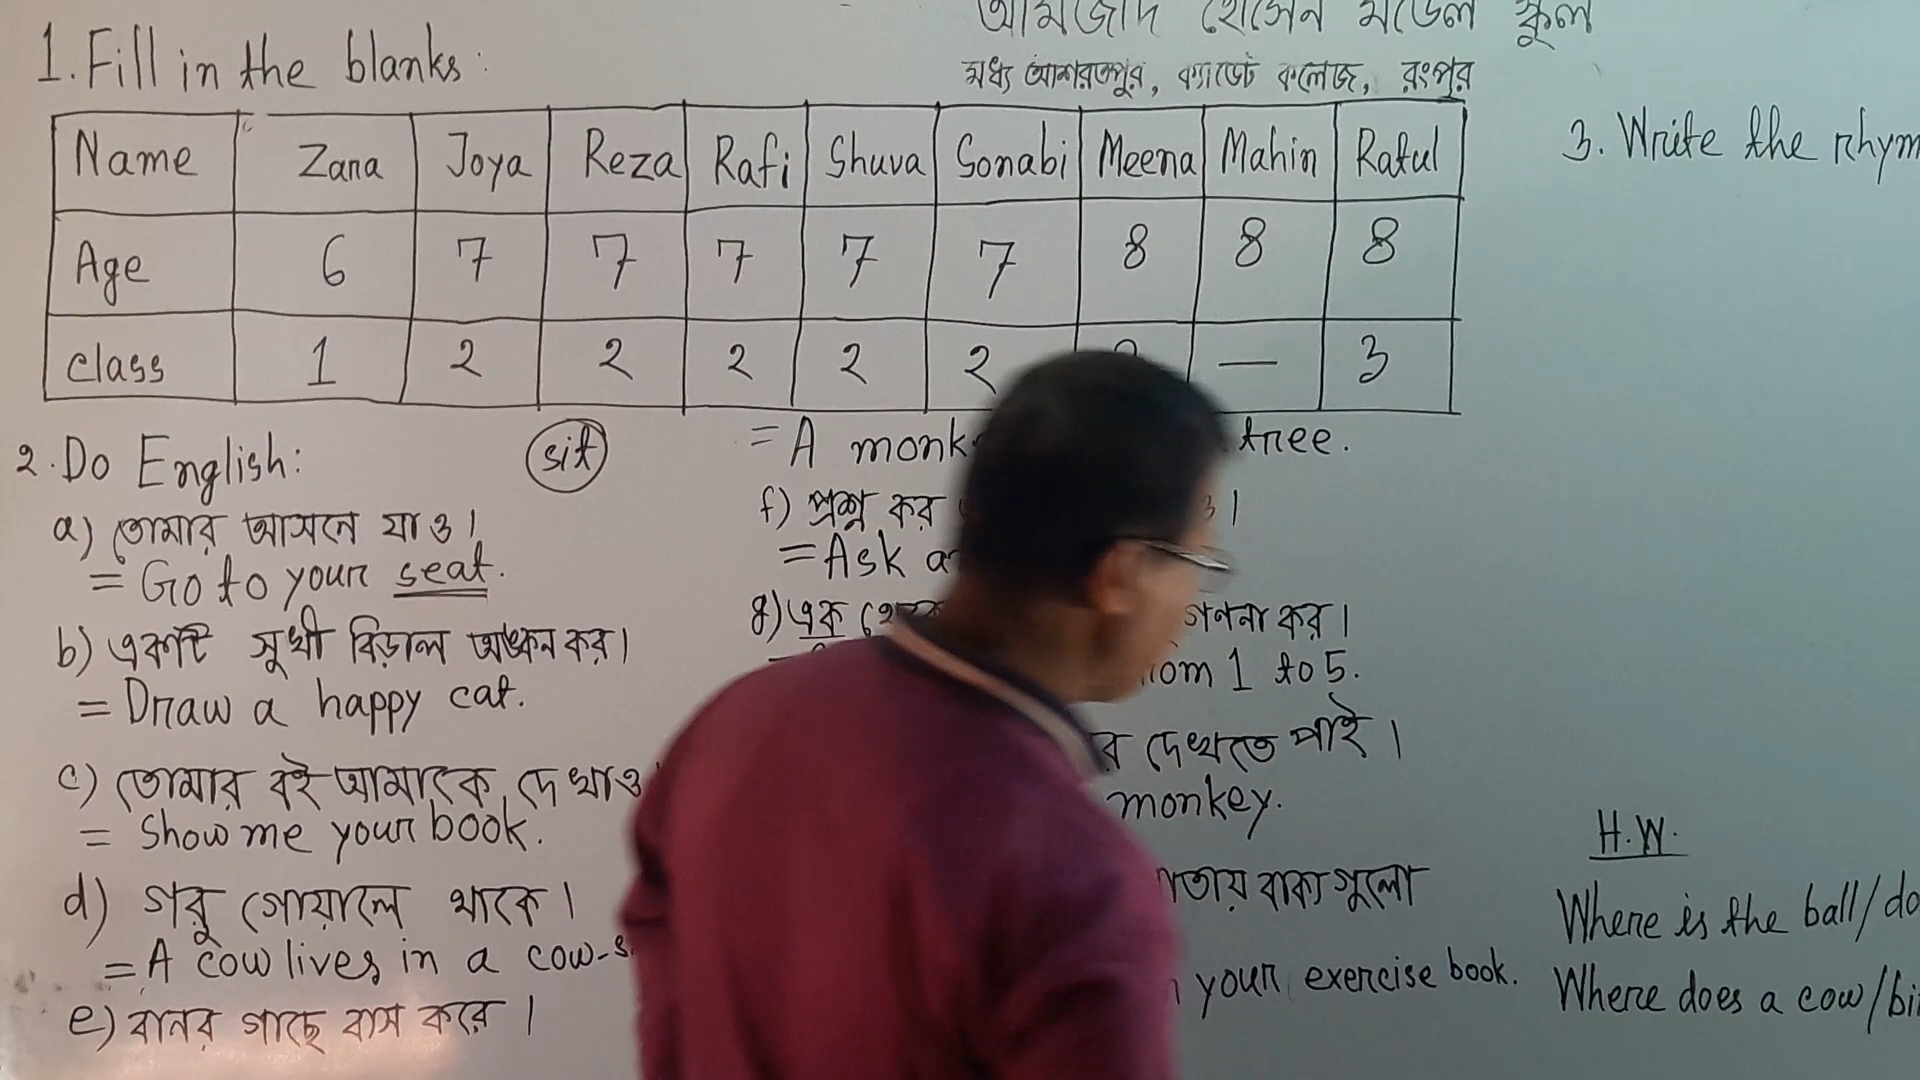 আমজাদ হোসেন মডেল স্কুল
মধ্য আশরতপুর, ক্যাডেট কলেজ, রংপুর
1. Fill in the blanks:
Name Zara Joya Reza Rafi Shuva Sonabi Meena Mahin Ratul
Age 6 7 7 7 7 7 8 8 8
class 1 2 2 2 2 2 — 3
2. Do English:
sit
a) তোমার আসনে যাও।
= Go to your seat.
b) একটি সুখী বিড়াল অঙ্কন কর।
= Draw a happy cat.
c) তোমার বই আমাকে দেখাও
= Show me your book.
d) গরু গোয়ালে থাকে।
= A cow lives in a cow-s
e) বানর গাছে বাস করে।
= A monk tree.
f) প্রশ্ন কর ।
= Ask
g) এক গণনা কর।
1 to 5.
দেখতে পাই।
monkey.
বাক্যগুলো
your exercise book.
3. Write the rhym
H.W.
Where is the ball/do
Where does a cow/bi